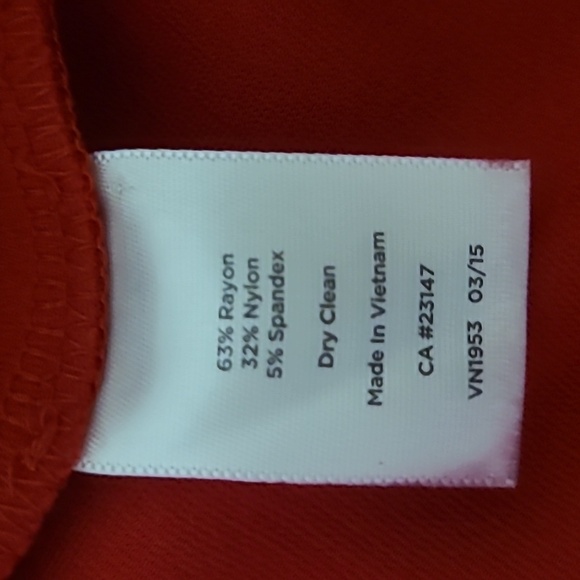 63% Rayon
32% Nylon
5% Spandex
Dry Clean
Made In Vietnam
CA #23147
VN1953 03/15